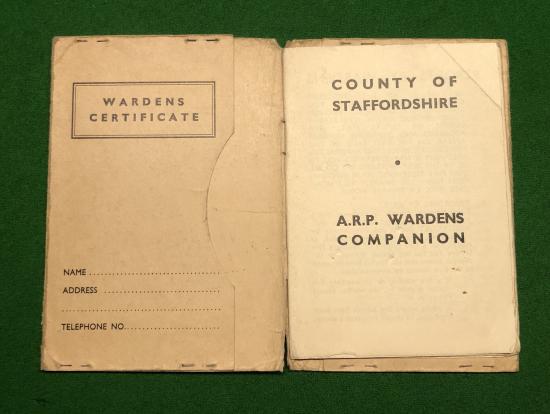 WARDENS
CERTIFICATE
NAME ................................
ADDRESS ............................
................................
TELEPHONE NO........................
COUNTY OF
STAFFORDSHIRE
•
A.R.P. WARDENS
COMPANION